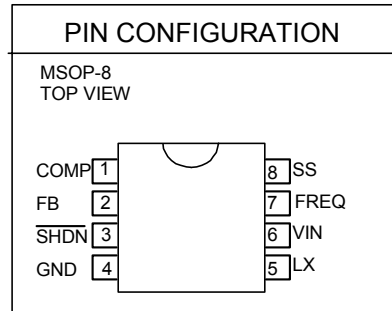 PIN CONFIGURATION
MSOP-8
TOP VIEW
COMP 1 8 SS
FB 2 7 FREQ
SHDN 3 6 VIN
GND 4 5 LX